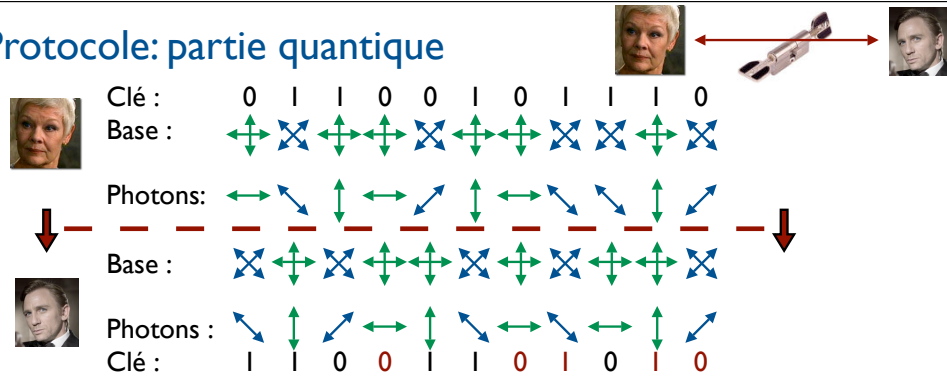 Protocole: partie quantique
Clé : 0 1 1 0 0 1 0 1 1 1 0
Base :
Photons:
Base :
Photons :
Clé : 1 1 0 0 1 1 0 1 0 1 0